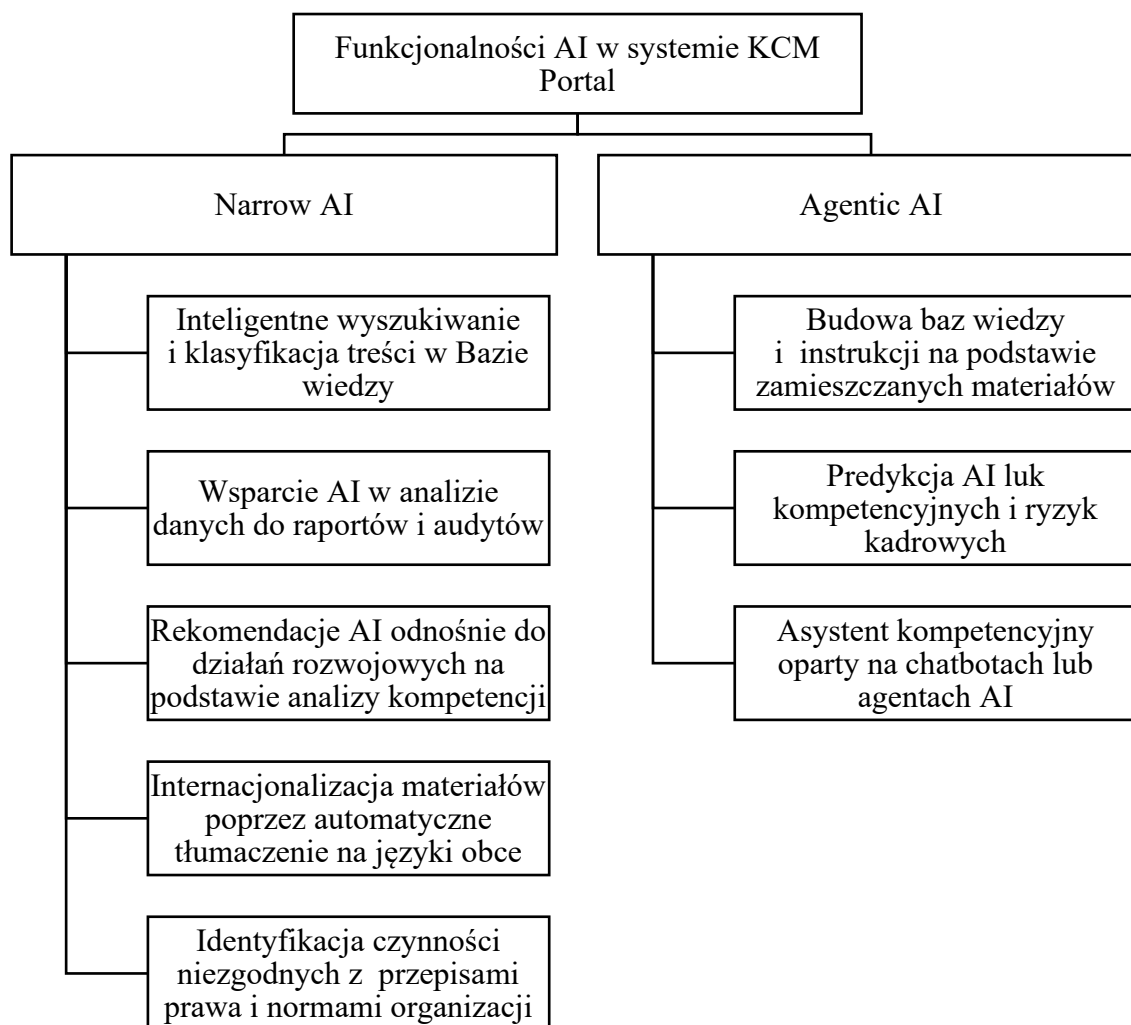 Funkcjonalności AI w systemie KCM
Portal
Narrow AI
Agentic AI
Inteligentne wyszukiwanie
i klasyfikacja treści w Bazie
wiedzy
Wsparcie AI w analizie
danych do raportów i audytów
Rekomendacje AI odnośnie do
działań rozwojowych na
podstawie analizy kompetencji
Internacjonalizacja materiałów
poprzez automatyczne
tłumaczenie na języki obce
Identyfikacja czynności
niezgodnych z  przepisami
prawa i normami organizacji
Budowa baz wiedzy
i  instrukcji na podstawie
zamieszczanych materiałów
Predykcja AI luk
kompetencyjnych i ryzyk
kadrowych
Asystent kompetencyjny
oparty na chatbotach lub
agentach AI